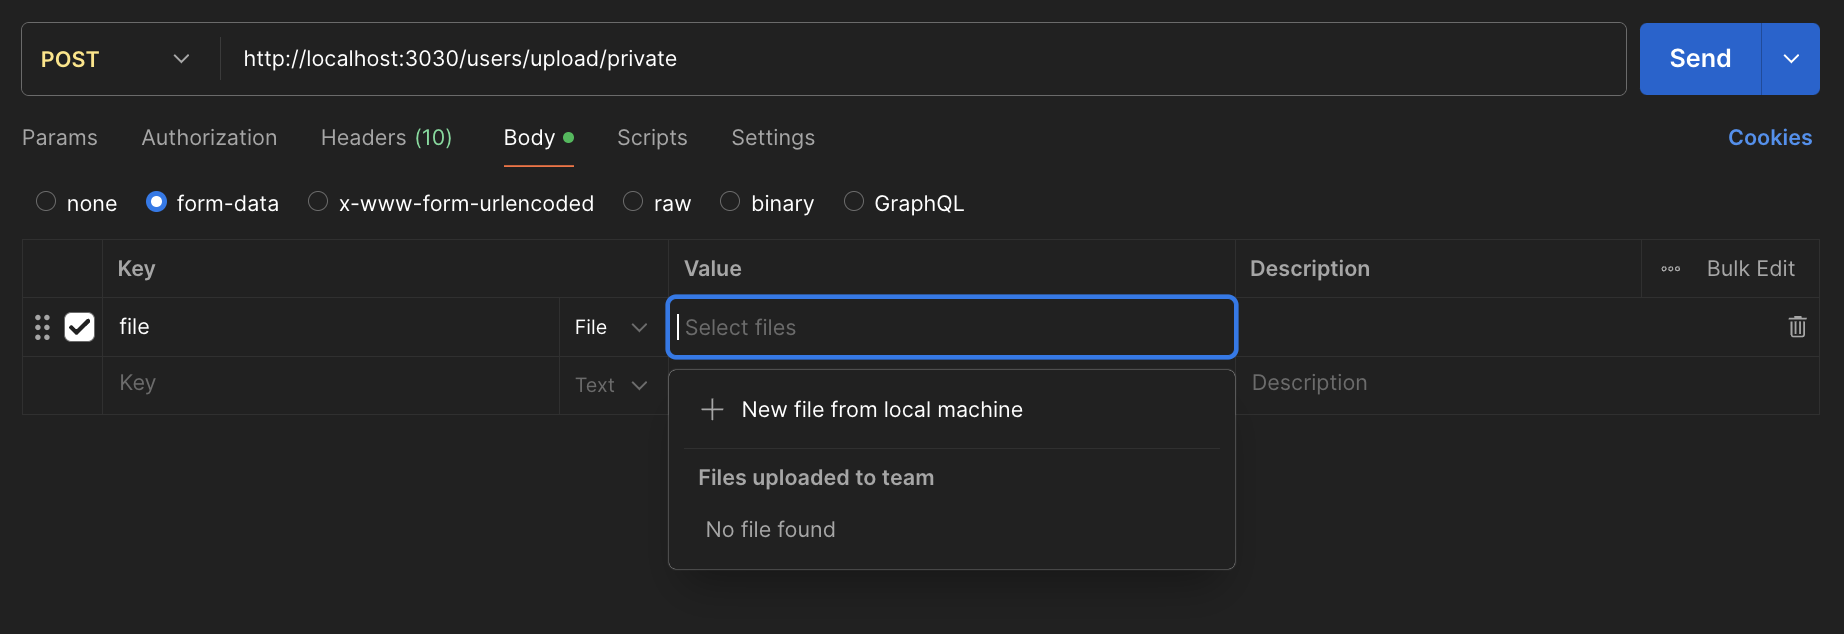 POST http://localhost:3030/users/upload/private Send
Params Authorization Headers (10) Body Scripts Settings Cookies
none form-data x-www-form-urlencoded raw binary GraphQL
Key Value Description Bulk Edit
file File Select files
Key Text Description
New file from local machine
Files uploaded to team
No file found